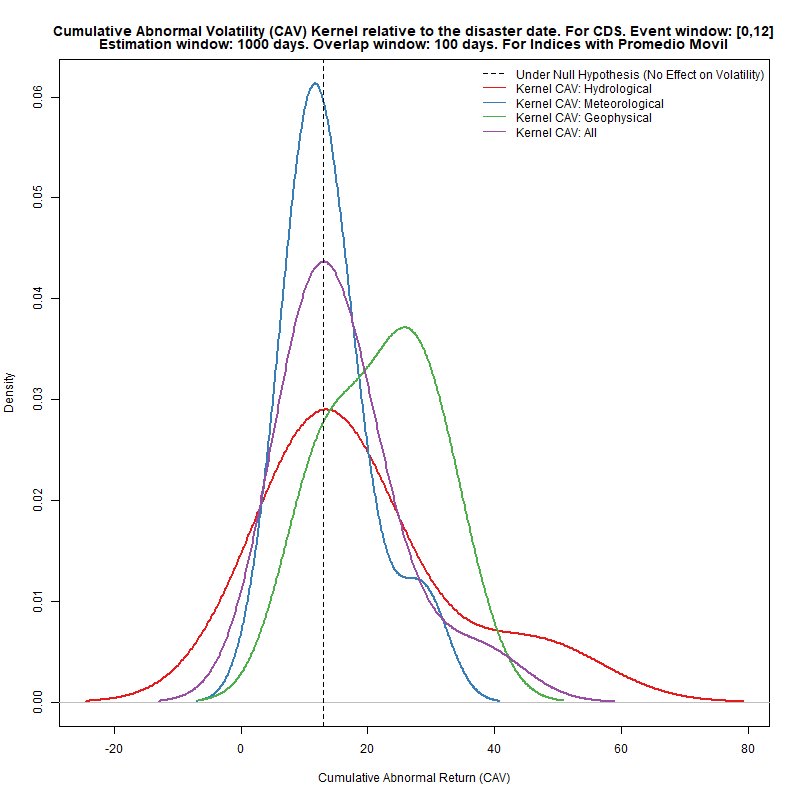 Cumulative Abnormal Volatility (CAV) Kernel relative to the disaster date. For CDS. Event window: [0,12]
Estimation window: 1000 days. Overlap window: 100 days. For Indices with Promedio Movil
Under Null Hypothesis (No Effect on Volatility)
Kernel CAV: Hydrological
Kernel CAV: Meteorological
Kernel CAV: Geophysical
Kernel CAV: All
Density
0.06
0.05
0.04
0.03
0.02
0.01
0.00
-20 0 20 40 60 80
Cumulative Abnormal Return (CAV)